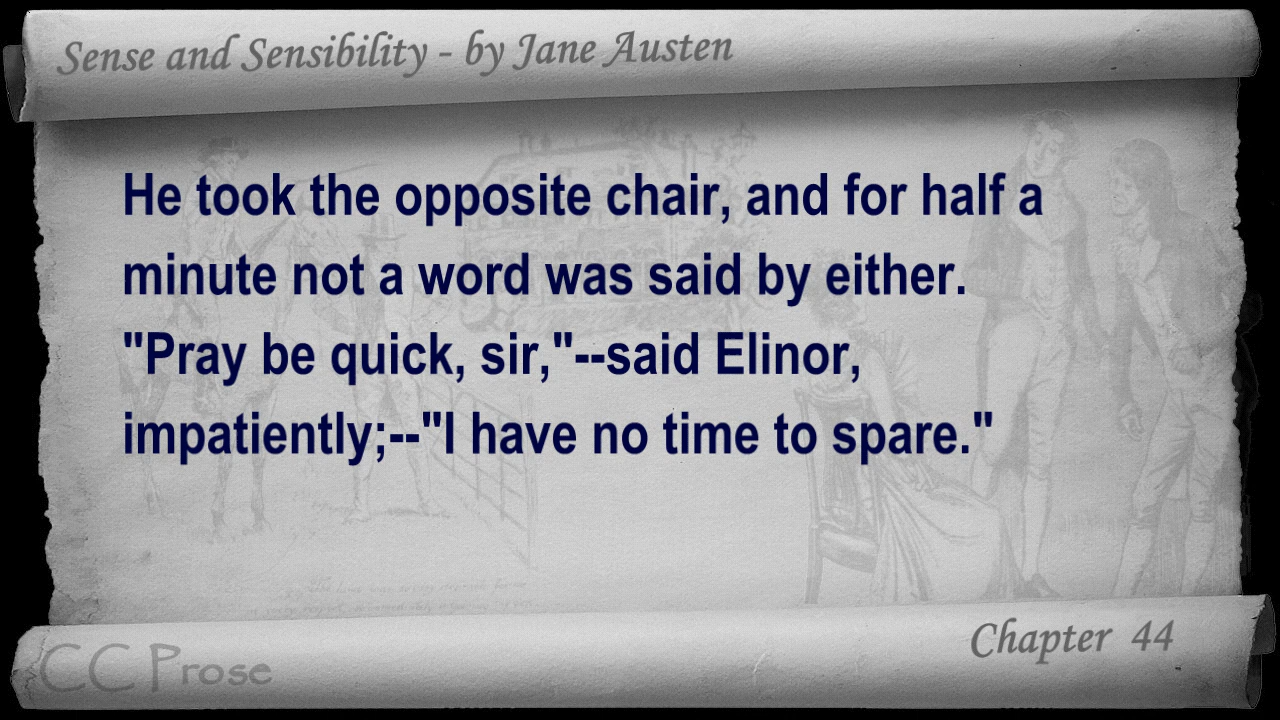 Sense and Sensibility - by Jane Austen
He took the opposite chair, and for half a
minute not a word was said by either.
"Pray be quick, sir,"--said Elinor,
impatiently;--"I have no time to spare."
Chapter 44
CC Prose